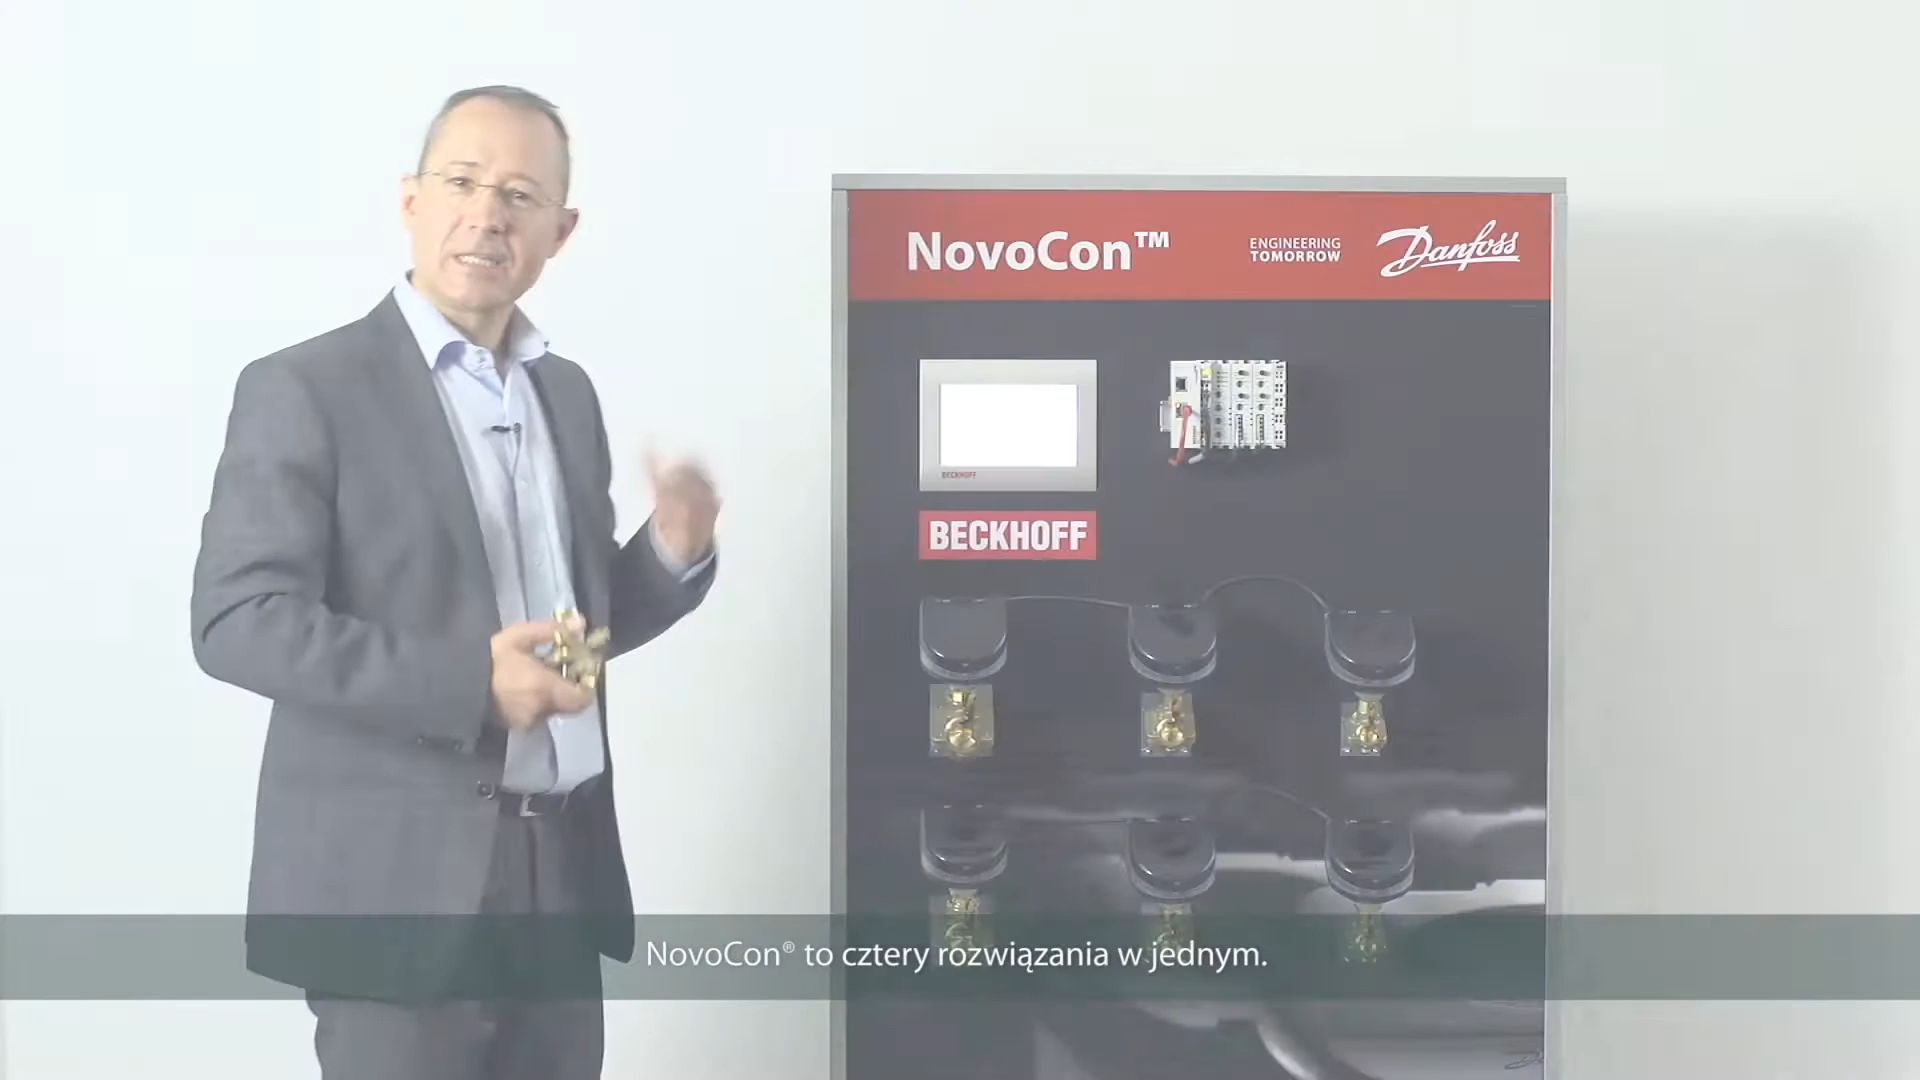 NovoCon™
ENGINEERING
TOMORROW
Danfoss
BECKHOFF
BECKHOFF
NovoCon® to cztery rozwiązania w jednym.